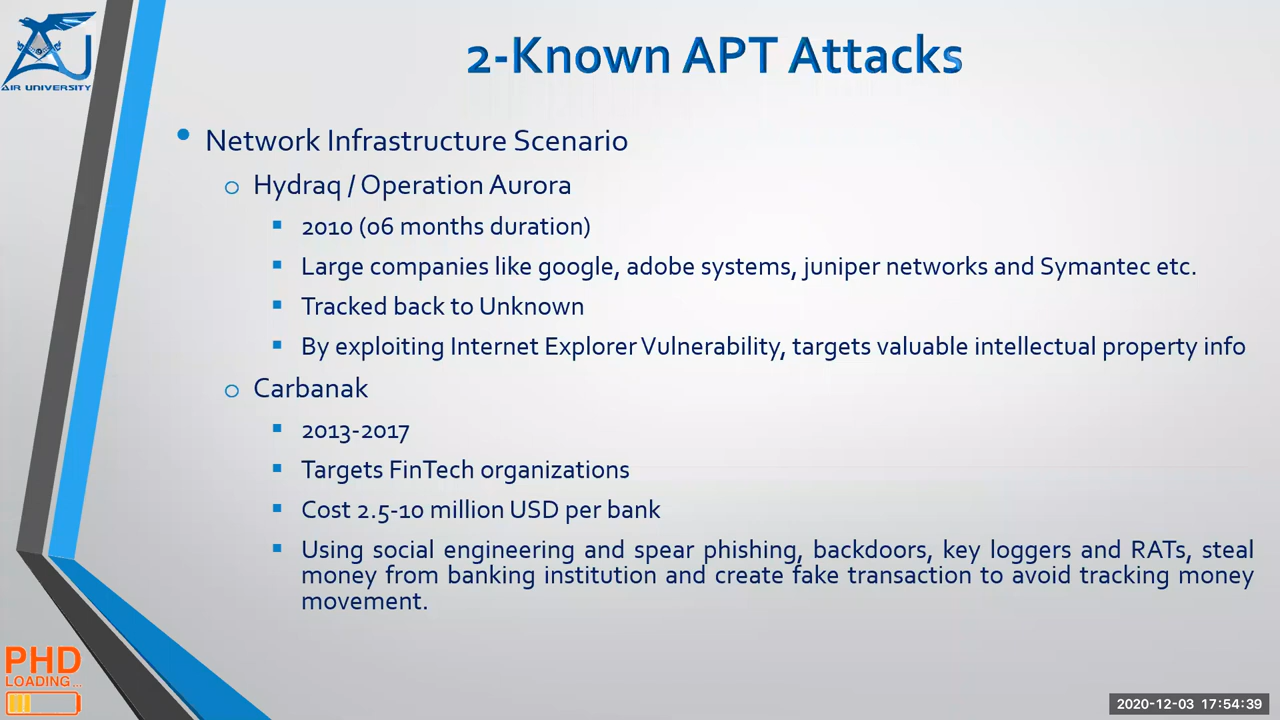 AIR UNIVERSITY
2-Known APT Attacks
• Network Infrastructure Scenario
o Hydraq / Operation Aurora
▪ 2010 (06 months duration)
▪ Large companies like google, adobe systems, juniper networks and Symantec etc.
▪ Tracked back to Unknown
▪ By exploiting Internet Explorer Vulnerability, targets valuable intellectual property info
o Carbanak
▪ 2013-2017
▪ Targets FinTech organizations
▪ Cost 2.5-10 million USD per bank
▪ Using social engineering and spear phishing, backdoors, key loggers and RATs, steal
money from banking institution and create fake transaction to avoid tracking money
movement.
PHD
LOADING...
2020-12-03 17:54:39